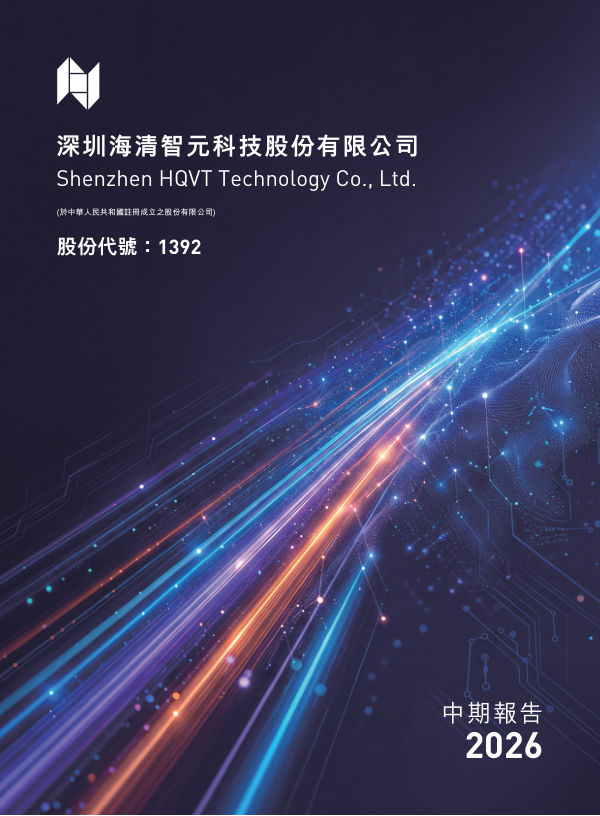 深圳海清智元科技股份有限公司
Shenzhen HQVT Technology Co., Ltd.
(於中華人民共和國註冊成立之股份有限公司)
股份代號：1392
中期報告
2026